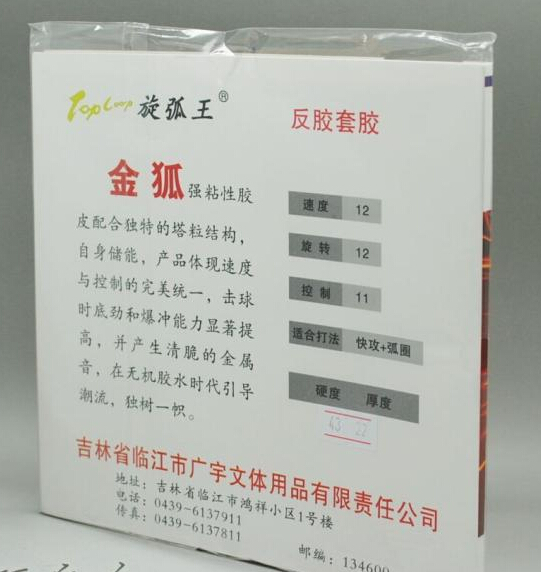 Top Loop 旋弧王®
反胶套胶
金狐强粘性胶
皮配合独特的塔粒结构，
自身储能，产品体现速度
与控制的完美统一，击球
时底劲和爆冲能力显著提
高，并产生清脆的金属
音，在无机胶水时代引导
潮流，独树一帜。
速度 12
旋转 12
控制 11
适合打法 快攻+弧圈
硬度 厚度
43 22
吉林省临江市广宇文体用品有限责任公司
地址：吉林省临江市鸿祥小区1号楼
电话：0439-6137911
传真：0439-6137811
邮编：134600